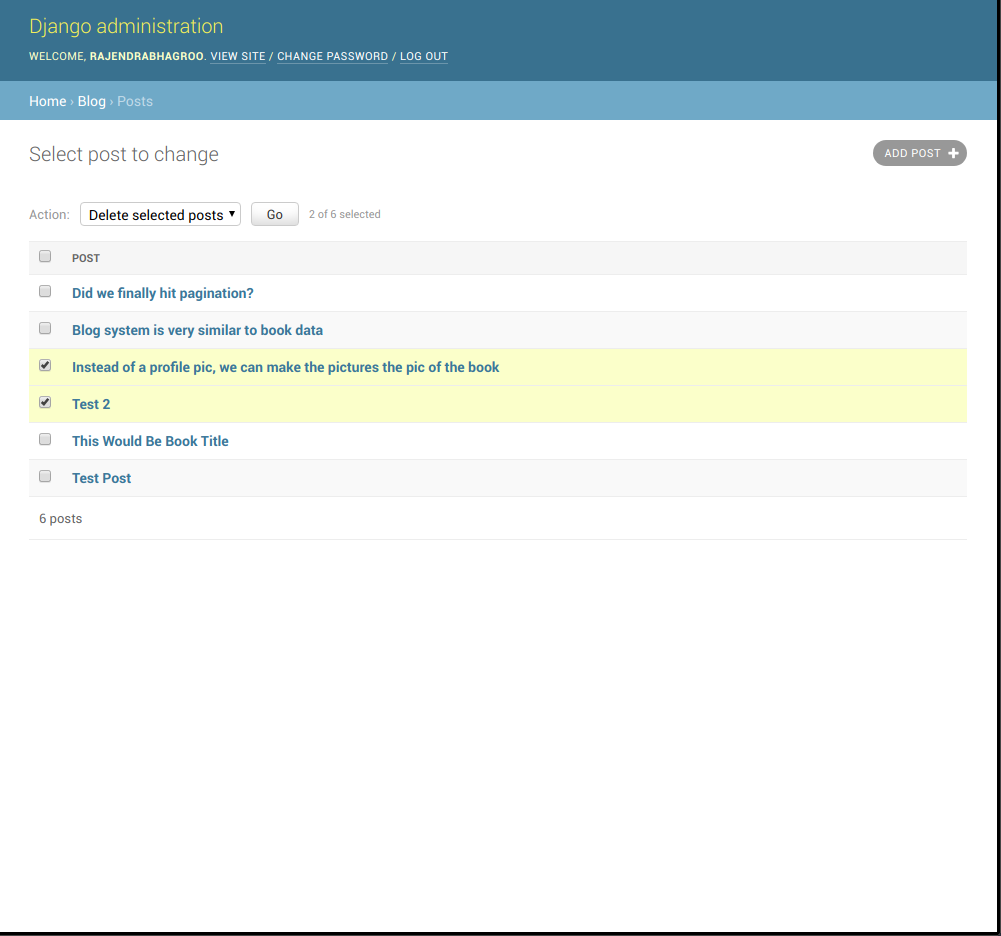 Django administration
WELCOME, RAJENDRABHAGROO. VIEW SITE / CHANGE PASSWORD / LOG OUT
Home › Blog › Posts
Select post to change
ADD POST +
Action: Delete selected posts Go 2 of 6 selected
POST
Did we finally hit pagination?
Blog system is very similar to book data
Instead of a profile pic, we can make the pictures the pic of the book
Test 2
This Would Be Book Title
Test Post
6 posts